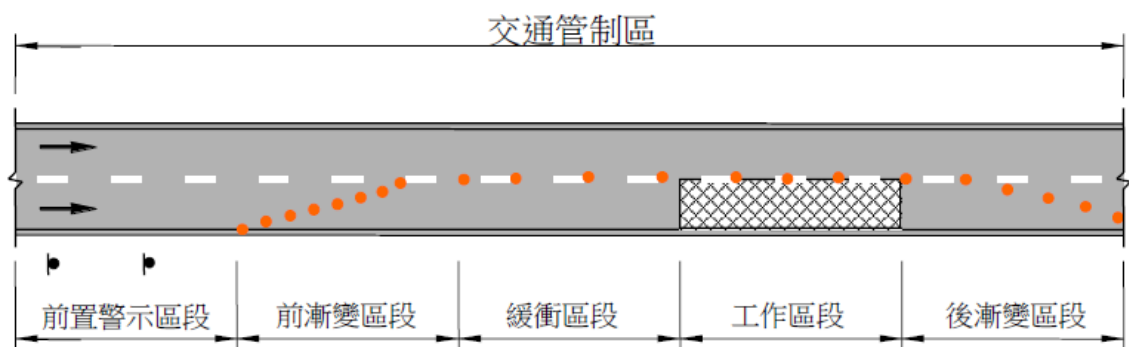 交通管制區
前置警示區段
前漸變區段
緩衝區段
工作區段
後漸變區段